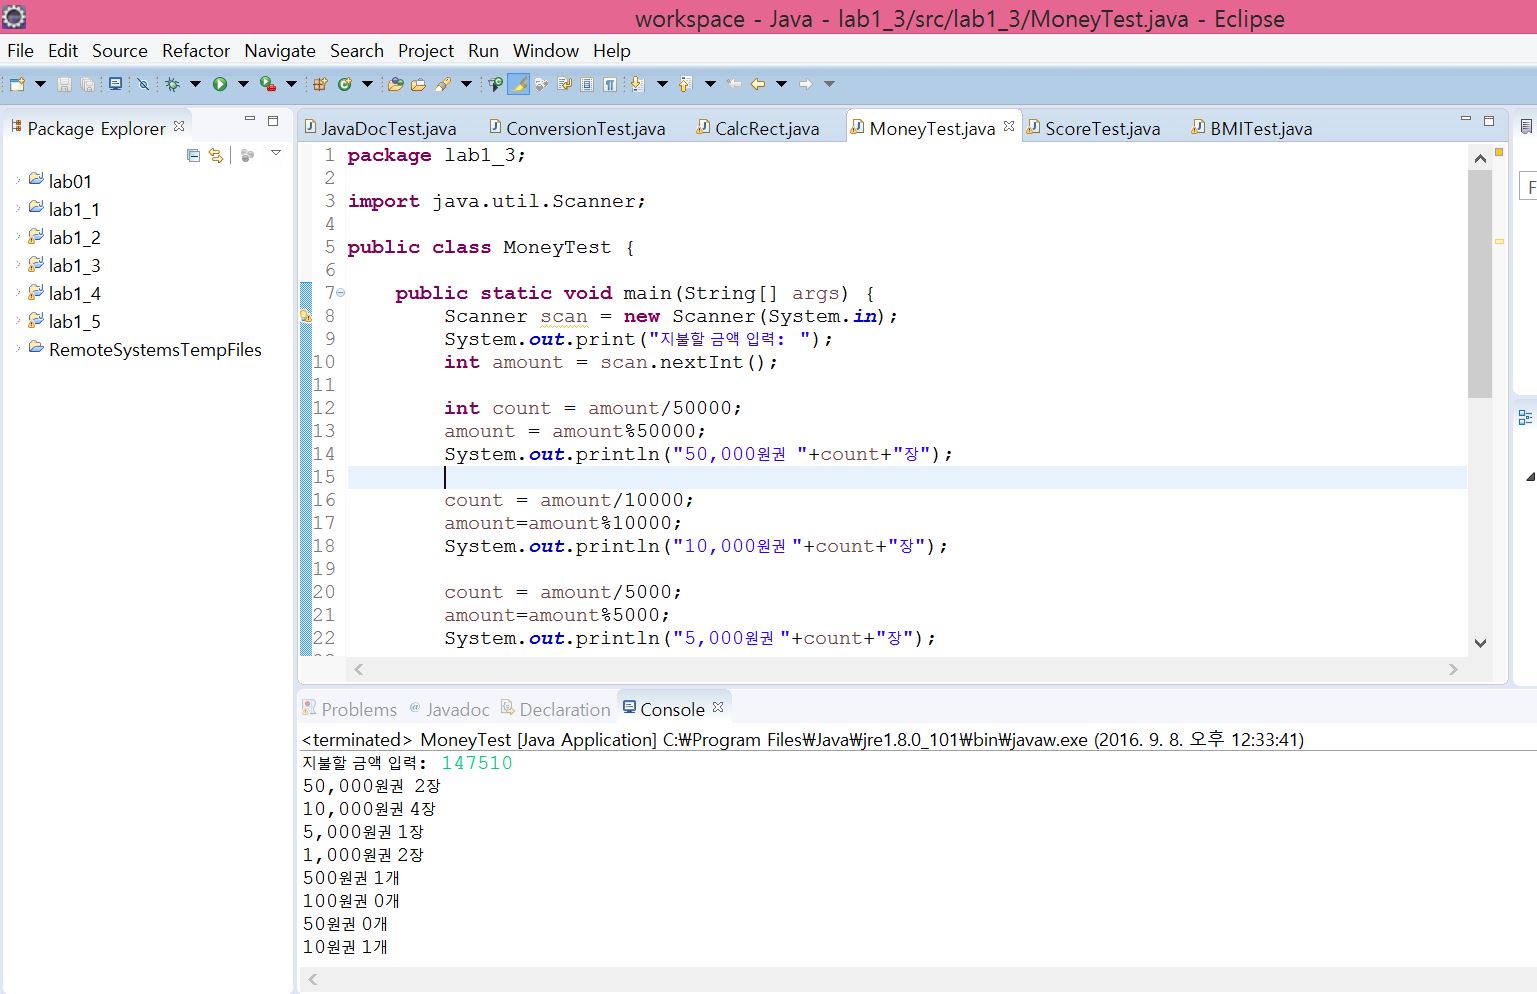 workspace - Java - lab1_3/src/lab1_3/MoneyTest.java - Eclipse
File Edit Source Refactor Navigate Search Project Run Window Help
Package Explorer
lab01
lab1_1
lab1_2
lab1_3
lab1_4
lab1_5
RemoteSystemsTempFiles
JavaDocTest.java ConversionTest.java CalcRect.java MoneyTest.java ScoreTest.java BMITest.java
1 package lab1_3;
2
3 import java.util.Scanner;
4
5 public class MoneyTest {
6
7 public static void main(String[] args) {
8 Scanner scan = new Scanner(System.in);
9 System.out.print("지불할 금액 입력: ");
10 int amount = scan.nextInt();
11
12 int count = amount/50000;
13 amount = amount%50000;
14 System.out.println("50,000원권 "+count+"장");
15
16 count = amount/10000;
17 amount=amount%10000;
18 System.out.println("10,000원권 "+count+"장");
19
20 count = amount/5000;
21 amount=amount%5000;
22 System.out.println("5,000원권 "+count+"장");
F
Problems @ Javadoc Declaration Console
<terminated> MoneyTest [Java Application] C:₩Program Files₩Java₩jre1.8.0_101₩bin₩javaw.exe (2016. 9. 8. 오후 12:33:41)
지불할 금액 입력: 147510
50,000원권 2장
10,000원권 4장
5,000원권 1장
1,000원권 2장
500원권 1개
100원권 0개
50원권 0개
10원권 1개